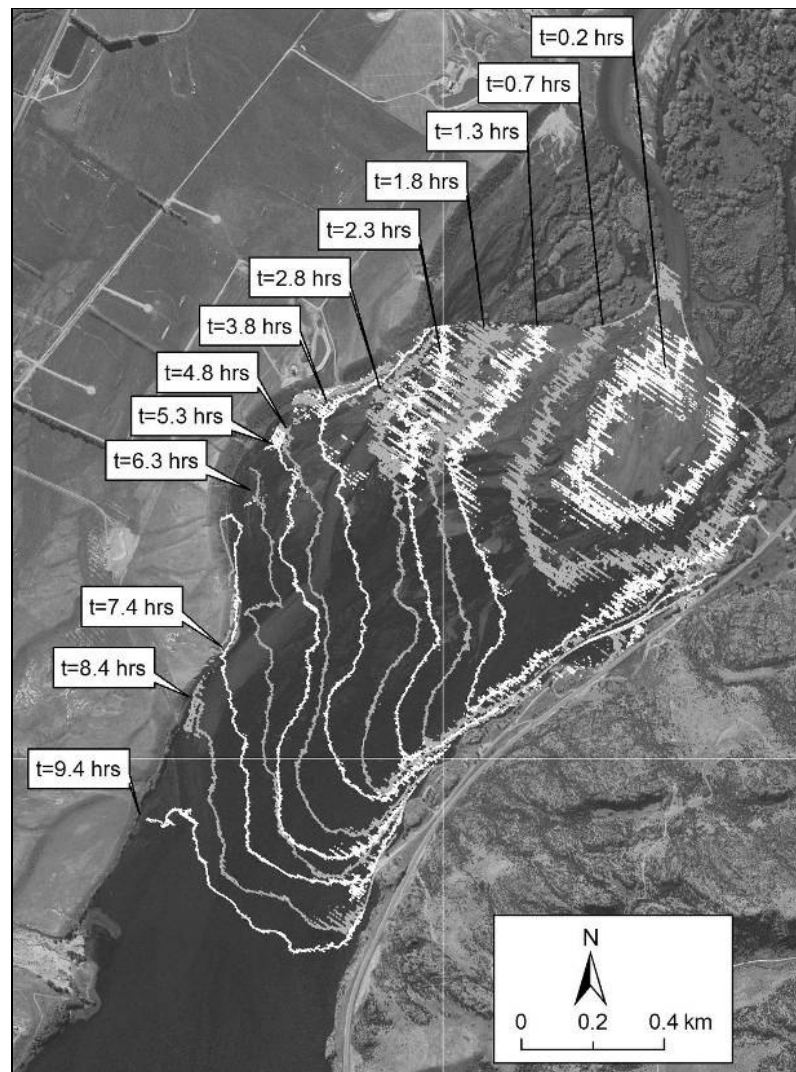 t=0.2 hrs
t=0.7 hrs
t=1.3 hrs
t=1.8 hrs
t=2.3 hrs
t=2.8 hrs
t=3.8 hrs
t=4.8 hrs
t=5.3 hrs
t=6.3 hrs
t=7.4 hrs
t=8.4 hrs
t=9.4 hrs
N
0 0.2 0.4 km